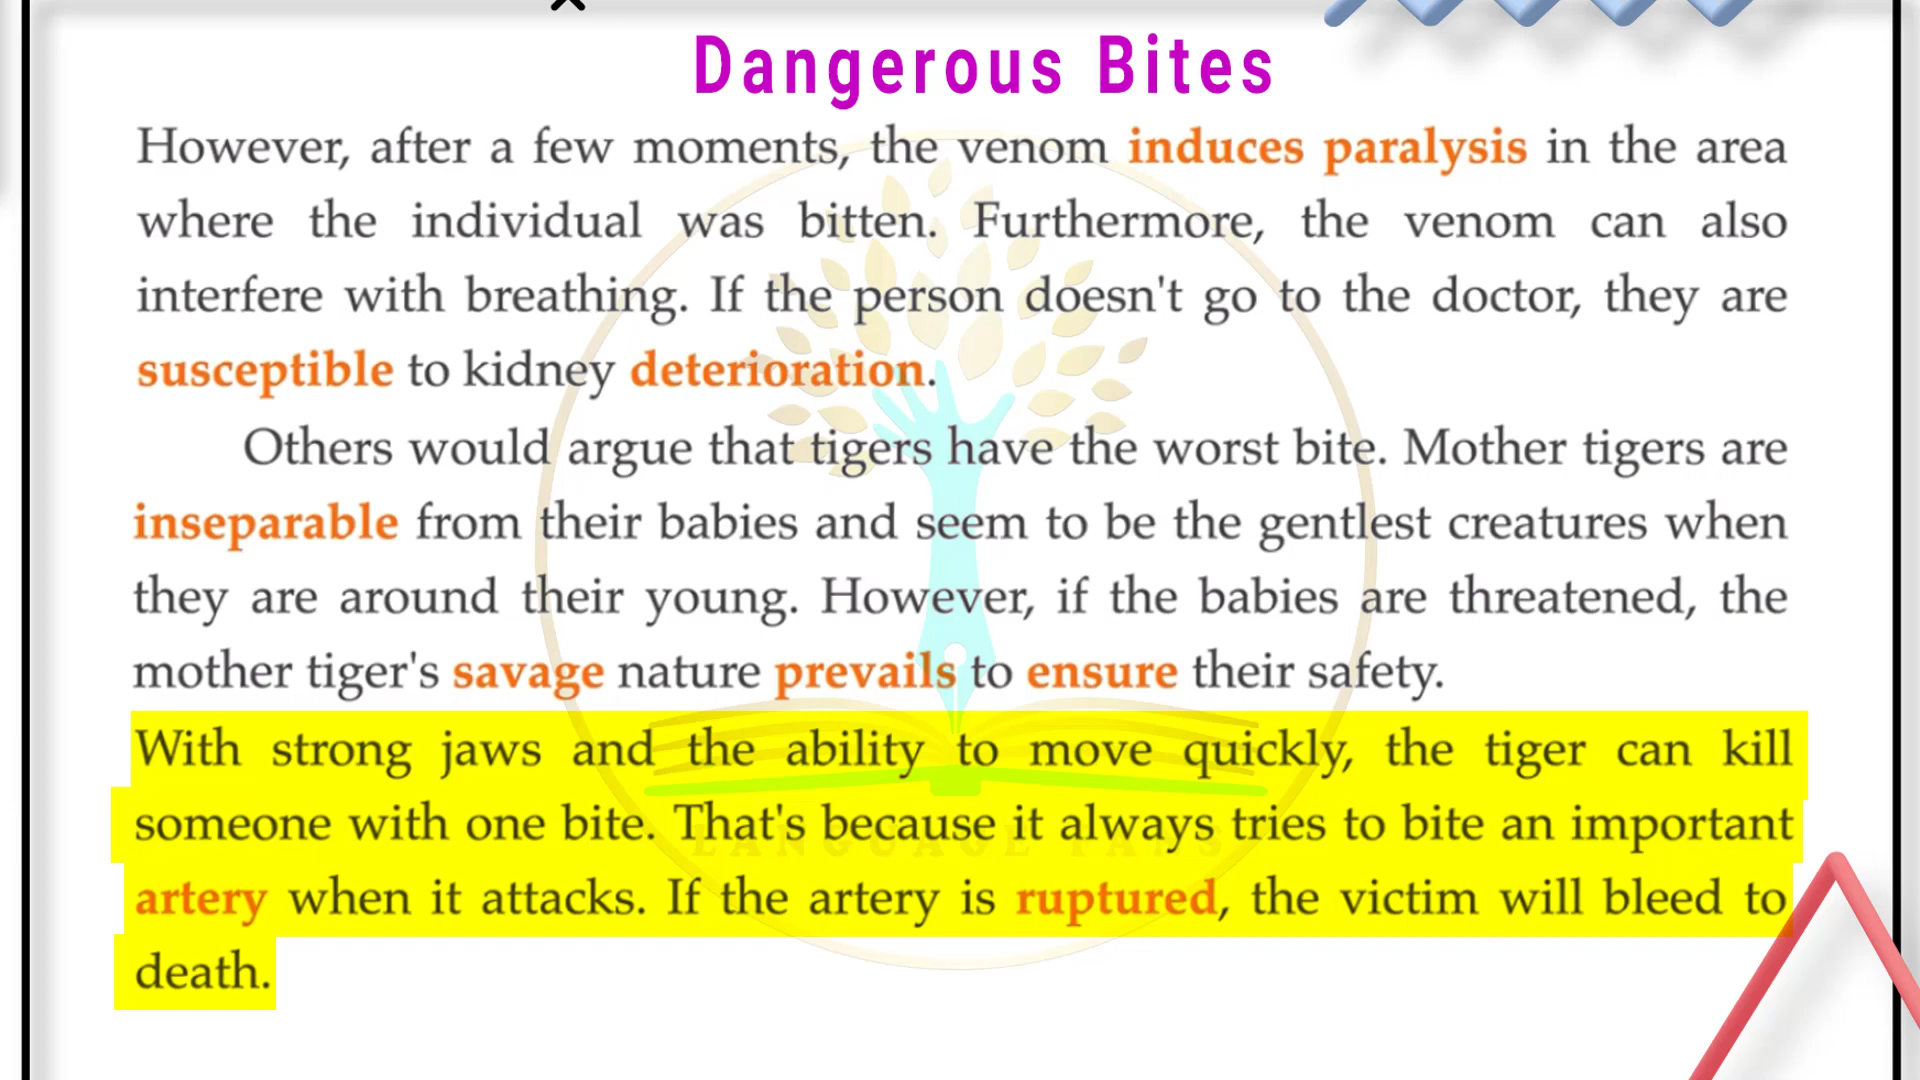 Dangerous Bites
However, after a few moments, the venom induces paralysis in the area
where the individual was bitten. Furthermore, the venom can also
interfere with breathing. If the person doesn't go to the doctor, they are
susceptible to kidney deterioration.
Others would argue that tigers have the worst bite. Mother tigers are
inseparable from their babies and seem to be the gentlest creatures when
they are around their young. However, if the babies are threatened, the
mother tiger's savage nature prevails to ensure their safety.
With strong jaws and the ability to move quickly, the tiger can kill
someone with one bite. That's because it always tries to bite an important
LANGUAGE FANS
artery when it attacks. If the artery is ruptured, the victim will bleed to
death.